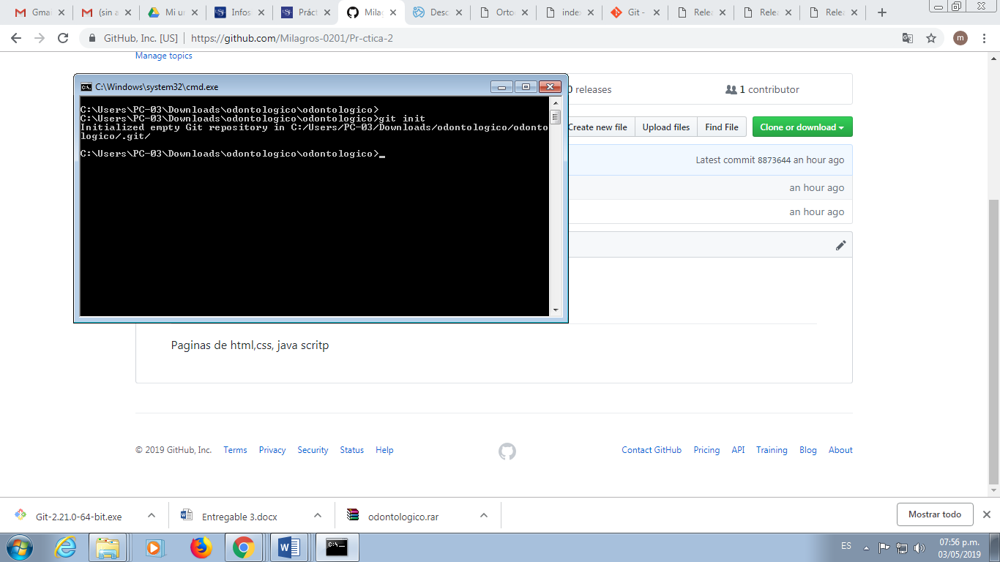 Gma
(sin a
Mi u
Infos
Prác
Mila
Desc
Orto
inde
Git -
Relea
Relea
Relea
GitHub, Inc. [US]
https://github.com/Milagros-0201/Pr-ctica-2
m
Manage topics
C:\Windows\system32\cmd.exe
0 releases
1 contributor
C:\Users\PC-03\Downloads\odontologico\odontologico>
C:\Users\PC-03\Downloads\odontologico\odontologico>git init
Initialized empty Git repository in C:/Users/PC-03/Downloads/odontologico/odonto
logico/.git/
C:\Users\PC-03\Downloads\odontologico\odontologico>
Create new file
Upload files
Find File
Clone or download
Latest commit 8873644 an hour ago
an hour ago
an hour ago
Paginas de html,css, java scritp
© 2019 GitHub, Inc.
Terms
Privacy
Security
Status
Help
Contact GitHub
Pricing
API
Training
Blog
About
Git-2.21.0-64-bit.exe
Entregable 3.docx
odontologico.rar
Mostrar todo
ES
07:56 p.m.
03/05/2019